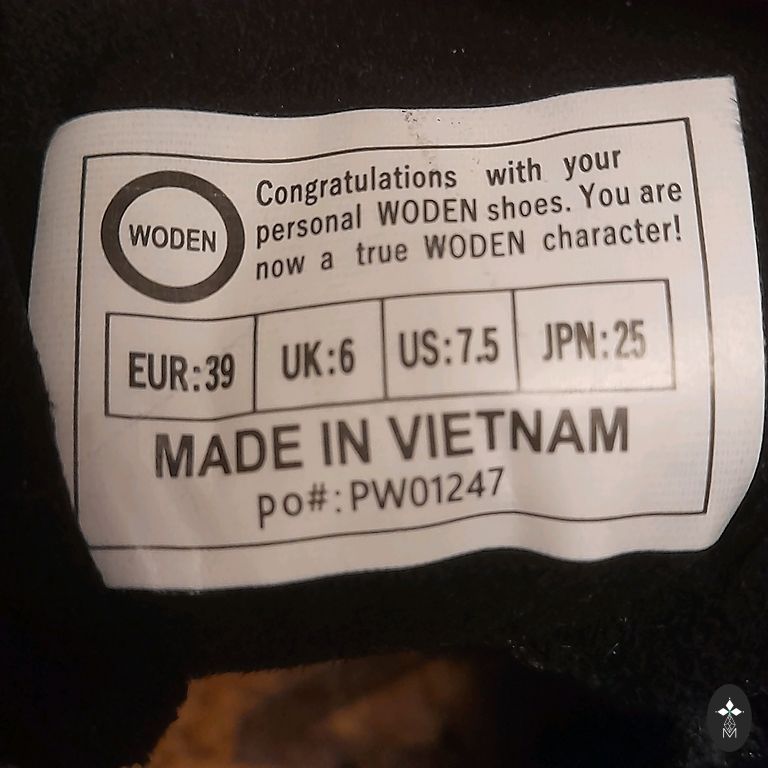 WODEN
Congratulations with your
personal WODEN shoes. You are
now a true WODEN character!
EUR:39 UK:6 US:7.5 JPN:25
MADE IN VIETNAM
po#:PW01247
M